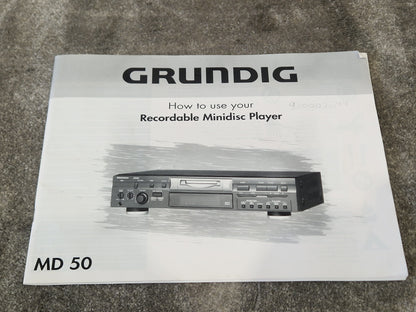 GRUNDIG
How to use your
Recordable Minidisc Player
MD 50